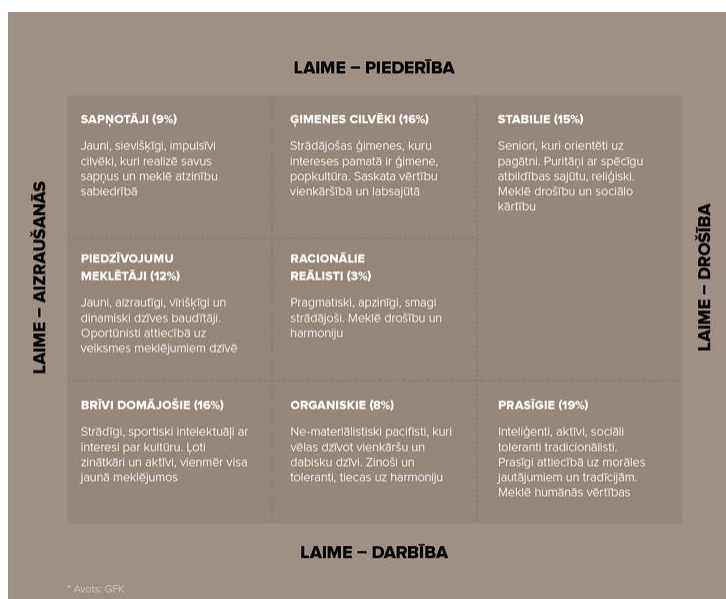 LAIME – PIEDERĪBA
LAIME – AIZRAUŠANĀS
LAIME – DROŠĪBA
SAPŅOTĀJI (9%)
Jauni, sievišķīgi, impulsīvi
cilvēki, kuri realizē savus
sapņus un meklē atzinību
sabiedrībā
ĢIMENES CILVĒKI (16%)
Strādājošas ģimenes, kuru
intereses pamatā ir ģimene,
popkultūra. Saskata vērtību
vienkāršībā un labsajūtā
STABILIE (15%)
Seniori, kuri orientēti uz
pagātni. Puritāņi ar spēcīgu
atbildības sajūtu, reliģiski.
Meklē drošību un sociālo
kārtību
PIEDZĪVOJUMU
MEKLĒTĀJI (12%)
Jauni, aizrautīgi, vīrišķīgi un
dinamiski dzīves baudītāji.
Oportūnisti attiecībā uz
veiksmes meklējumiem dzīvē
RACIONĀLIE
REĀLISTI (3%)
Pragmatiski, apzinīgi, smagi
strādājoši. Meklē drošību un
harmoniju
BRĪVI DOMĀJOŠIE (16%)
Strādīgi, sportiski intelektuāļi ar
interesi par kultūru. Ļoti
zinātkāri un aktīvi, vienmēr visa
jaunā meklējumos
ORGANISKIE (8%)
Ne-materiālistiski pacifisti, kuri
vēlas dzīvot vienkāršu un
dabisku dzīvi. Zinoši un
toleranti, tiecas uz harmoniju
PRASĪGIE (19%)
Inteliģenti, aktīvi, sociāli
toleranti tradicionālisti.
Prasīgi attiecībā uz morāles
jautājumiem un tradīcijām.
Meklē humānās vērtības
LAIME – DARBĪBA
* Avots: GFK